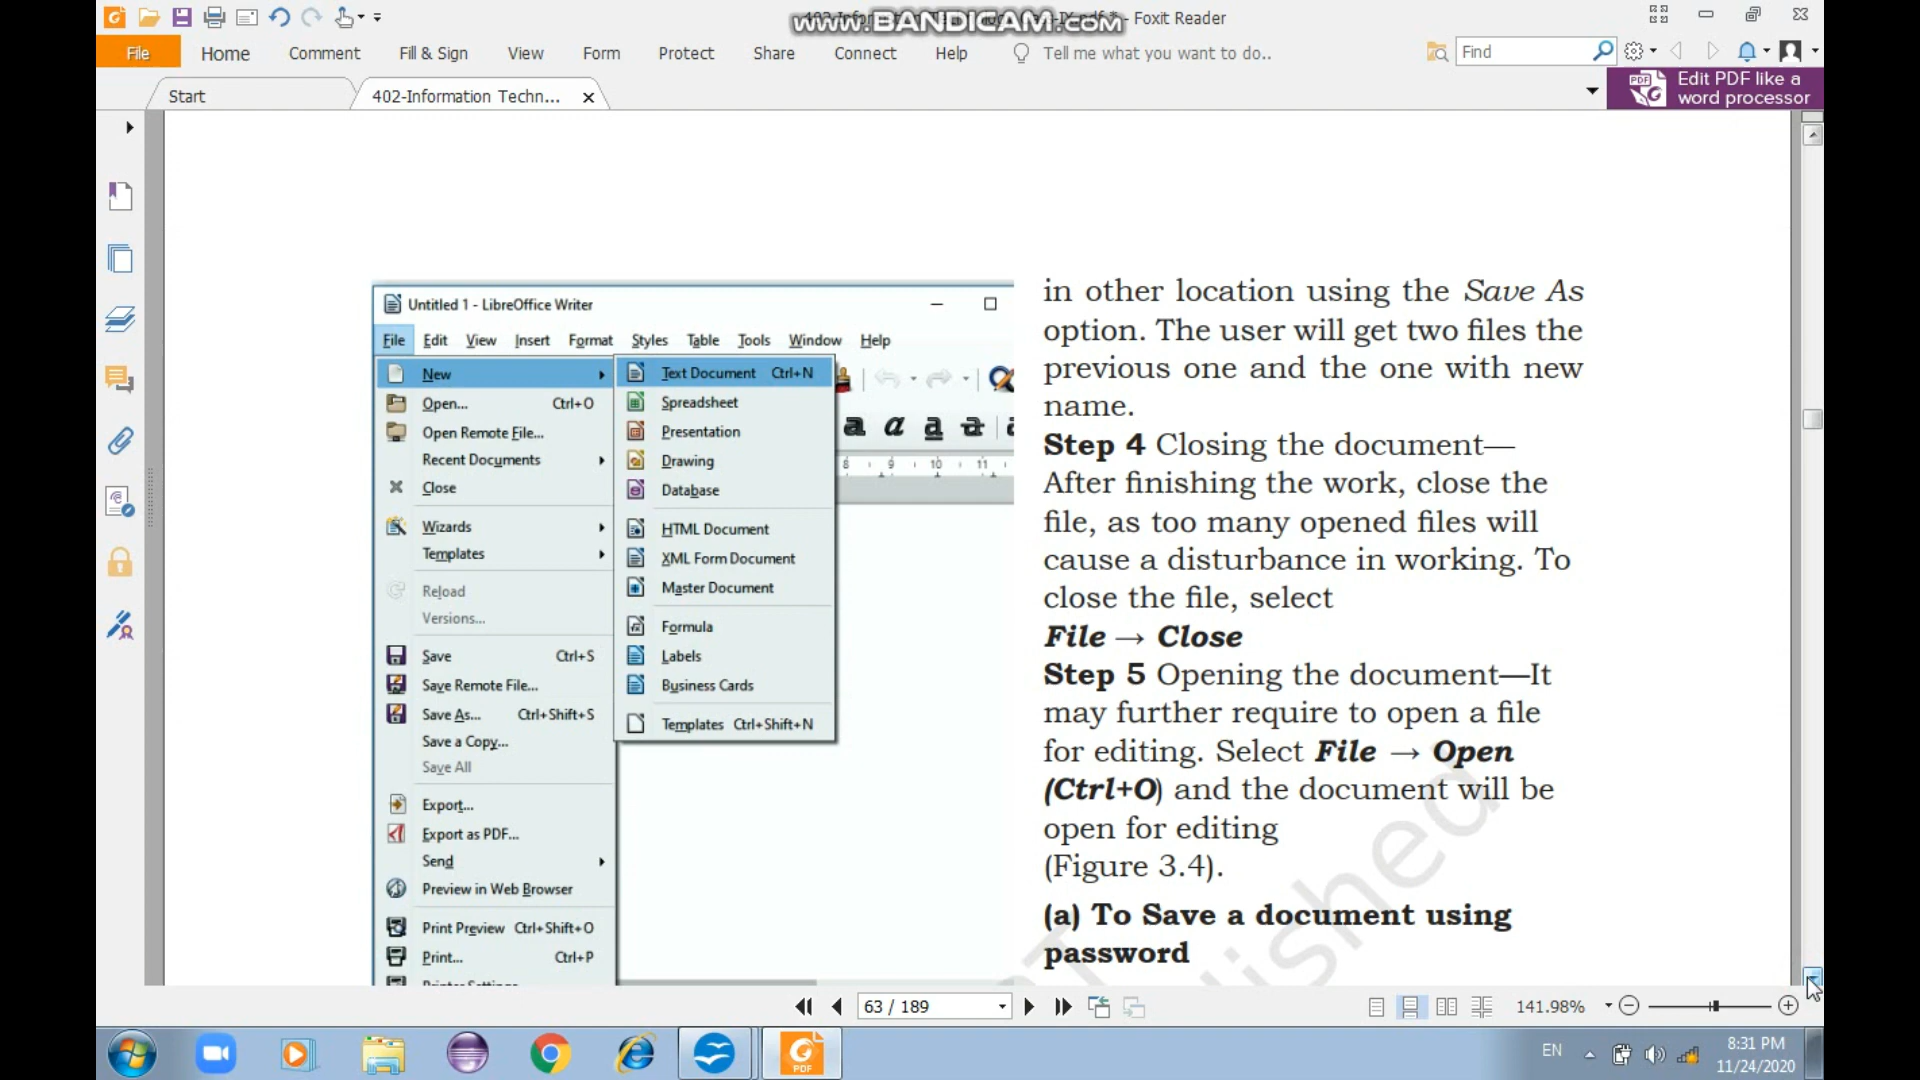 www.BANDICAM.com
- Foxit Reader
File Home Comment Fill & Sign View Form Protect Share Connect Help Tell me what you want to do..
Find
Start
402-Information Techn...
Edit PDF like a
word processor
Untitled 1 - LibreOffice Writer
File Edit View Insert Format Styles Table Tools Window Help
New
Open... Ctrl+O
Open Remote File...
Recent Documents
Close
Wizards
Templates
Reload
Versions...
Save Ctrl+S
Save Remote File...
Save As... Ctrl+Shift+S
Save a Copy...
Save All
Export...
Export as PDF...
Send
Preview in Web Browser
Print Preview Ctrl+Shift+O
Print... Ctrl+P
Printer Settings
Text Document Ctrl+N
Spreadsheet
Presentation
Drawing
Database
HTML Document
XML Form Document
Master Document
Formula
Labels
Business Cards
Templates Ctrl+Shift+N
8 9 10 11
in other location using the Save As
option. The user will get two files the
previous one and the one with new
name.
Step 4 Closing the document—
After finishing the work, close the
file, as too many opened files will
cause a disturbance in working. To
close the file, select
File → Close
Step 5 Opening the document—It
may further require to open a file
for editing. Select File → Open
(Ctrl+O) and the document will be
open for editing
(Figure 3.4).
(a) To Save a document using
password
63 / 189
141.98%
PDF
EN
8:31 PM
11/24/2020